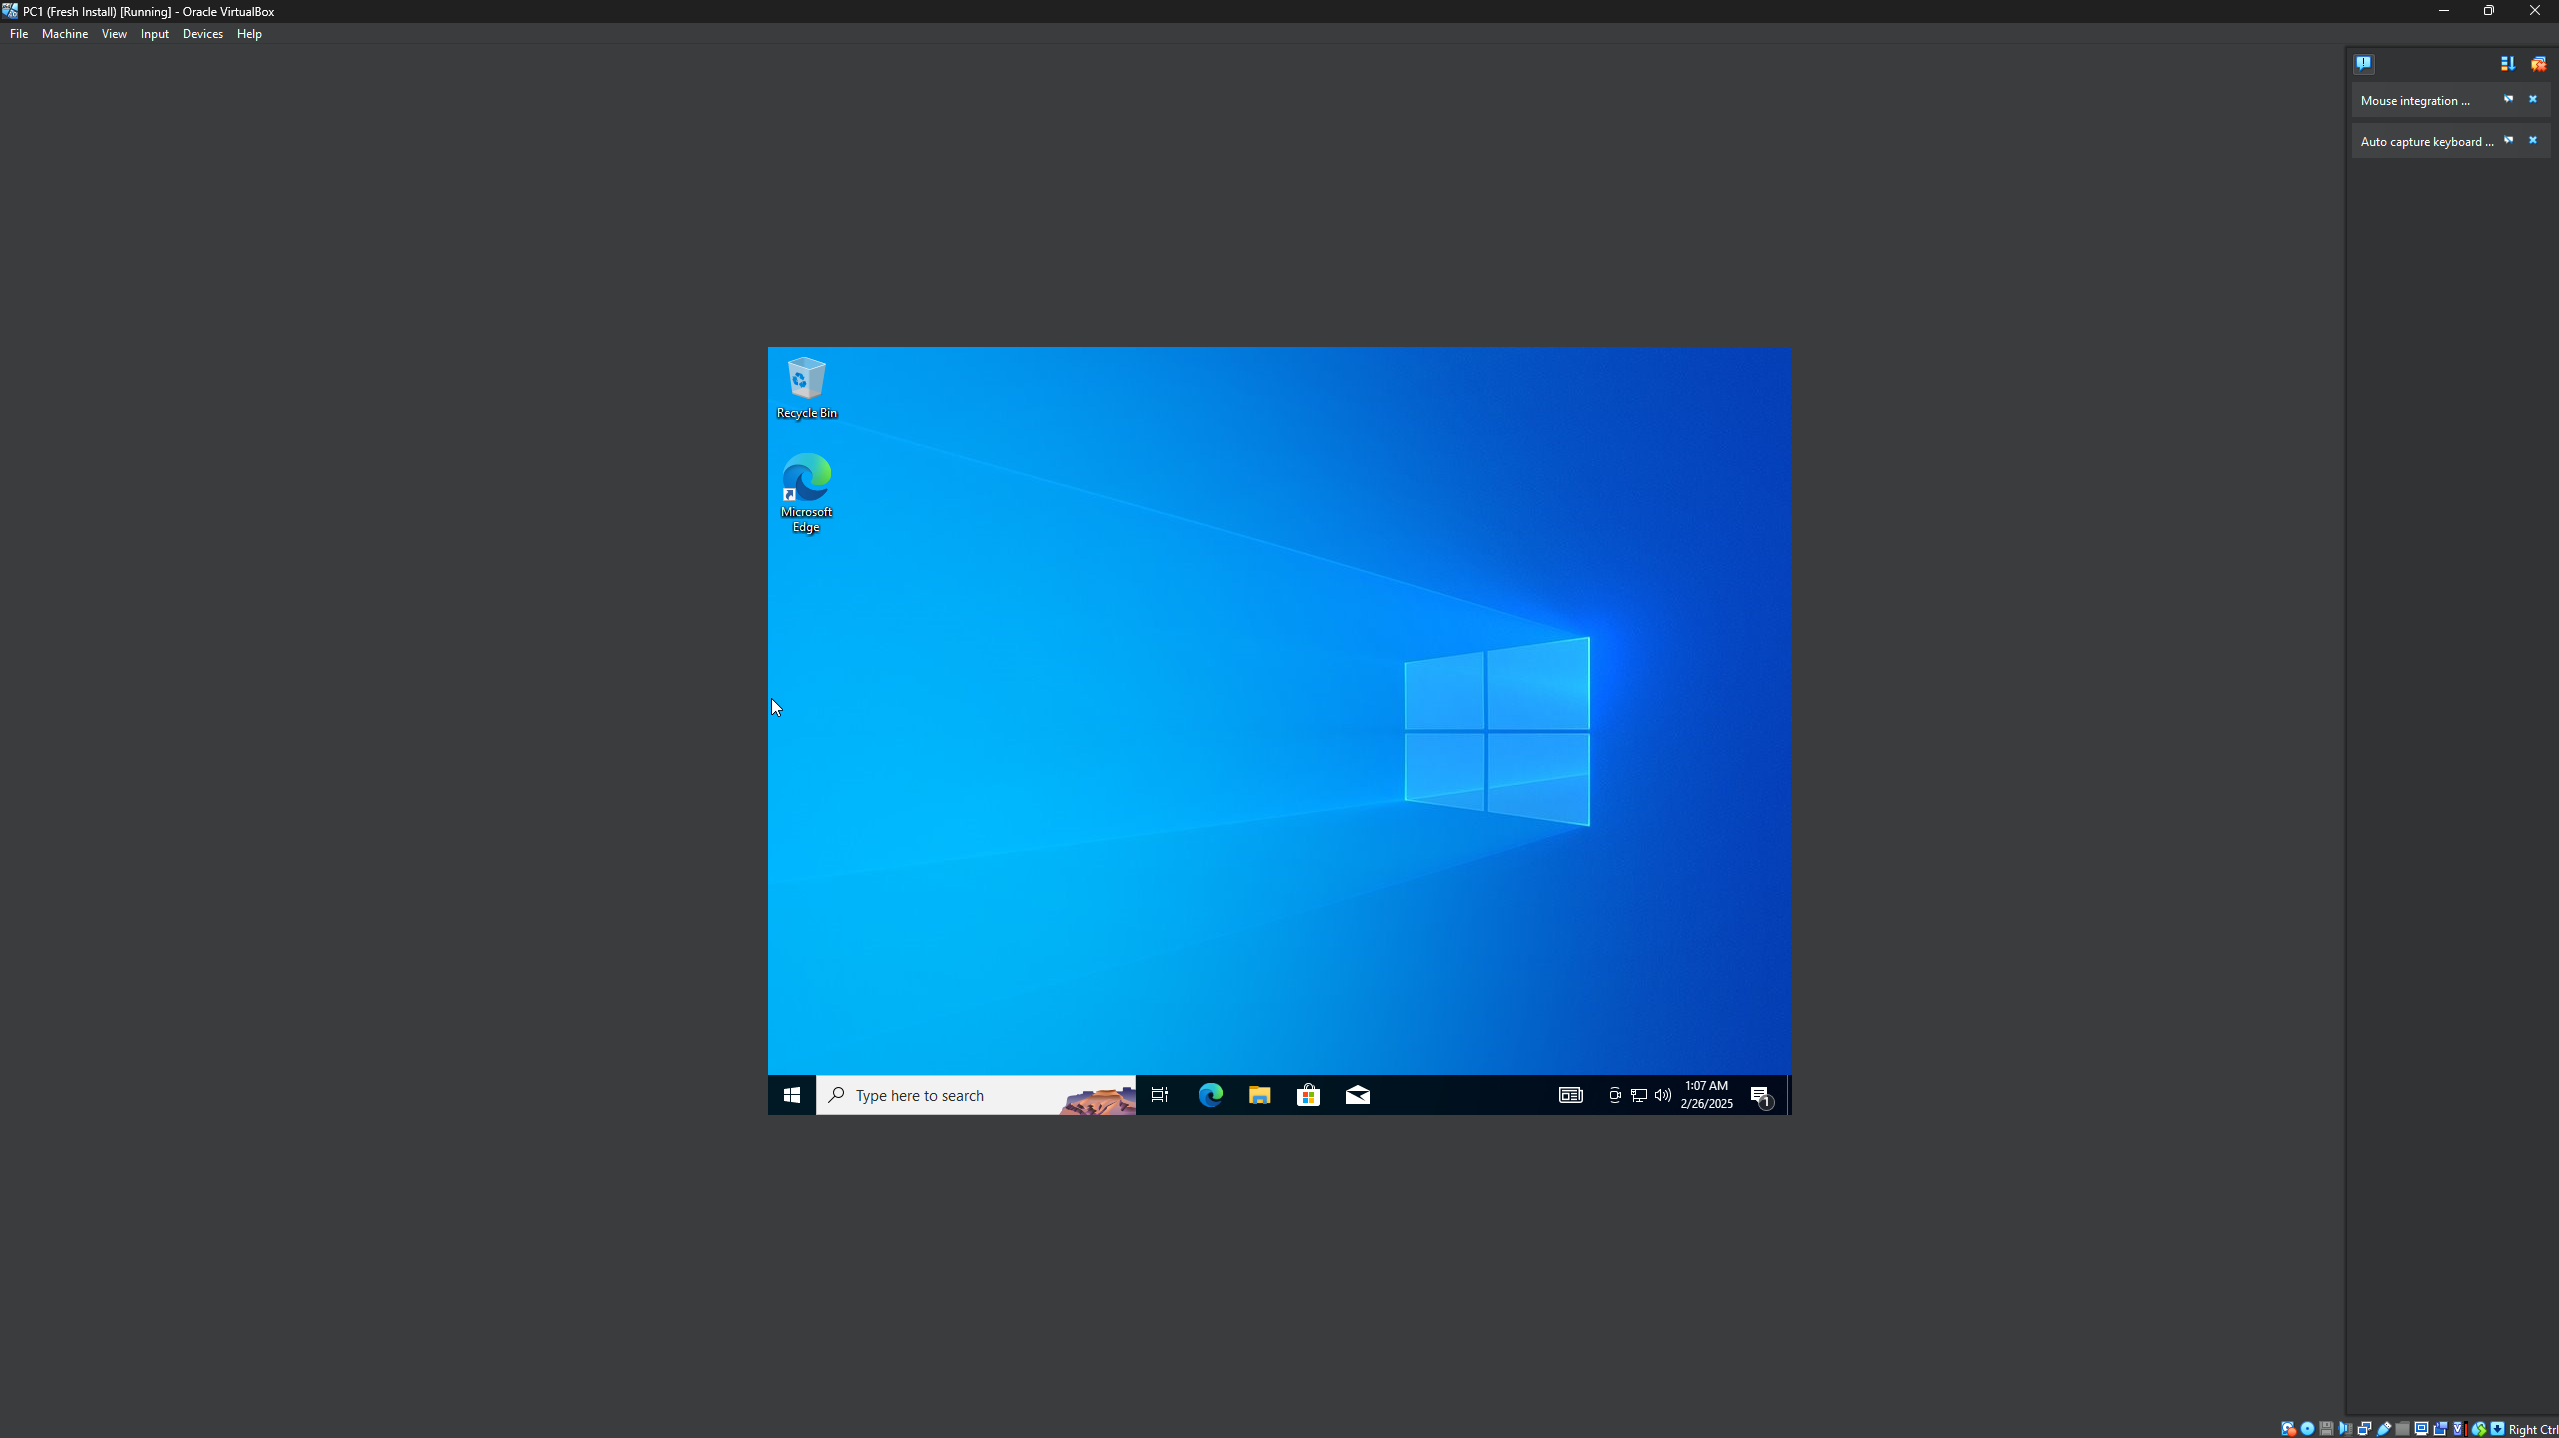 PC1 (Fresh Install) [Running] - Oracle VirtualBox
File Machine View Input Devices Help
Mouse integration ...
Auto capture keyboard ...
Recycle Bin
Microsoft
Edge
Type here to search
1:07 AM
2/26/2025
1
Right Ctrl